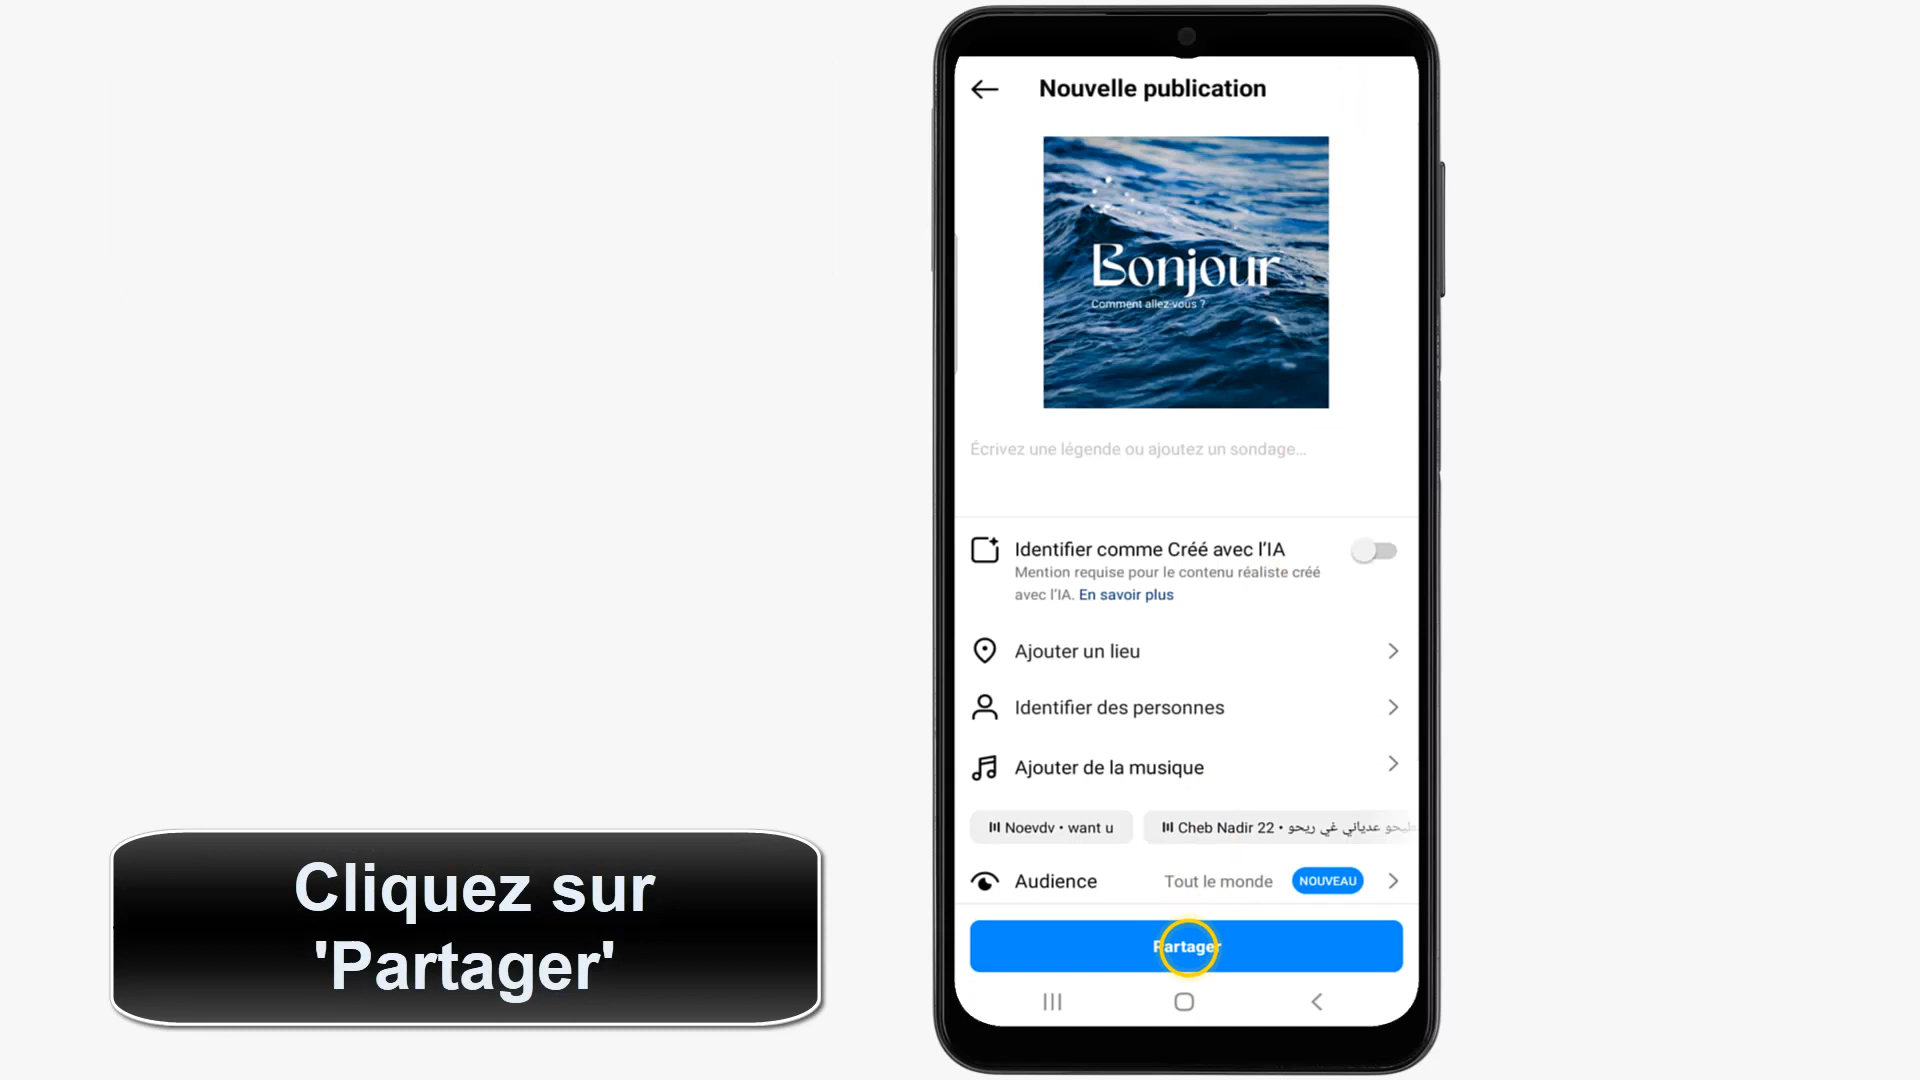 Nouvelle publication
Bonjour
Comment allez-vous ?
Écrivez une légende ou ajoutez un sondage...
Identifier comme Créé avec l'IA
Mention requise pour le contenu réaliste créé
avec l'IA. En savoir plus
Ajouter un lieu
Identifier des personnes
Ajouter de la musique
Noevdv • want u
Cheb Nadir 22 • طيحو عدياني غي ريحو
Audience Tout le monde NOUVEAU
Partager
Cliquez sur
'Partager'